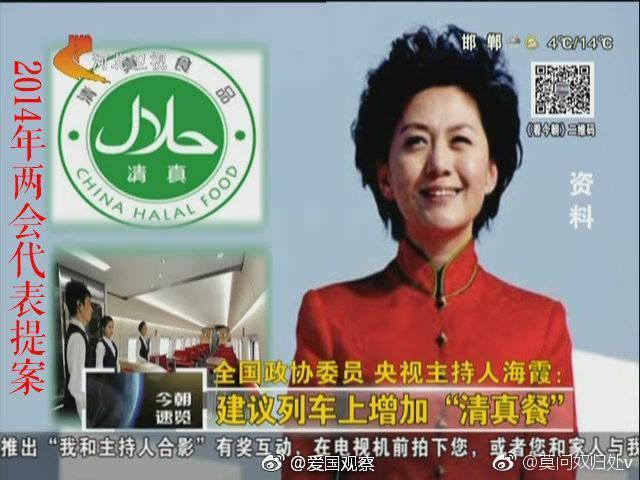 河北卫视
邯郸 4℃/14℃
《看今朝》二维码
2014年两会代表提案
清真食品
حلال
清真
CHINA HALAL FOOD
资料
全国政协委员 央视主持人海霞：
建议列车上增加“清真餐”
今朝
速览
推出“我和主持人合影”有奖互动，在电视机前拍下您，或者您和家人与我
@爱国观察
@莫问奴归处v